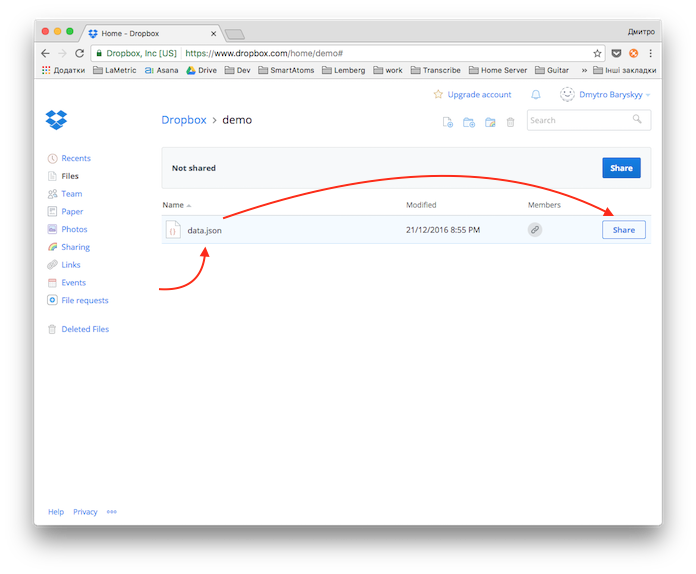 Home - Dropbox
Дмитро
Dropbox, Inc [US] https://www.dropbox.com/home/demo#
Додатки LaMetric Asana Drive Dev SmartAtoms Lemberg work Transcribe Home Server Guitar » Інші закладки
Upgrade account Dmytro Baryskyy
Dropbox > demo
Search
Recents
Files
Team
Paper
Photos
Sharing
Links
Events
File requests
Deleted Files
Not shared Share
Name Modified Members
data.json 21/12/2016 8:55 PM Share
Help Privacy